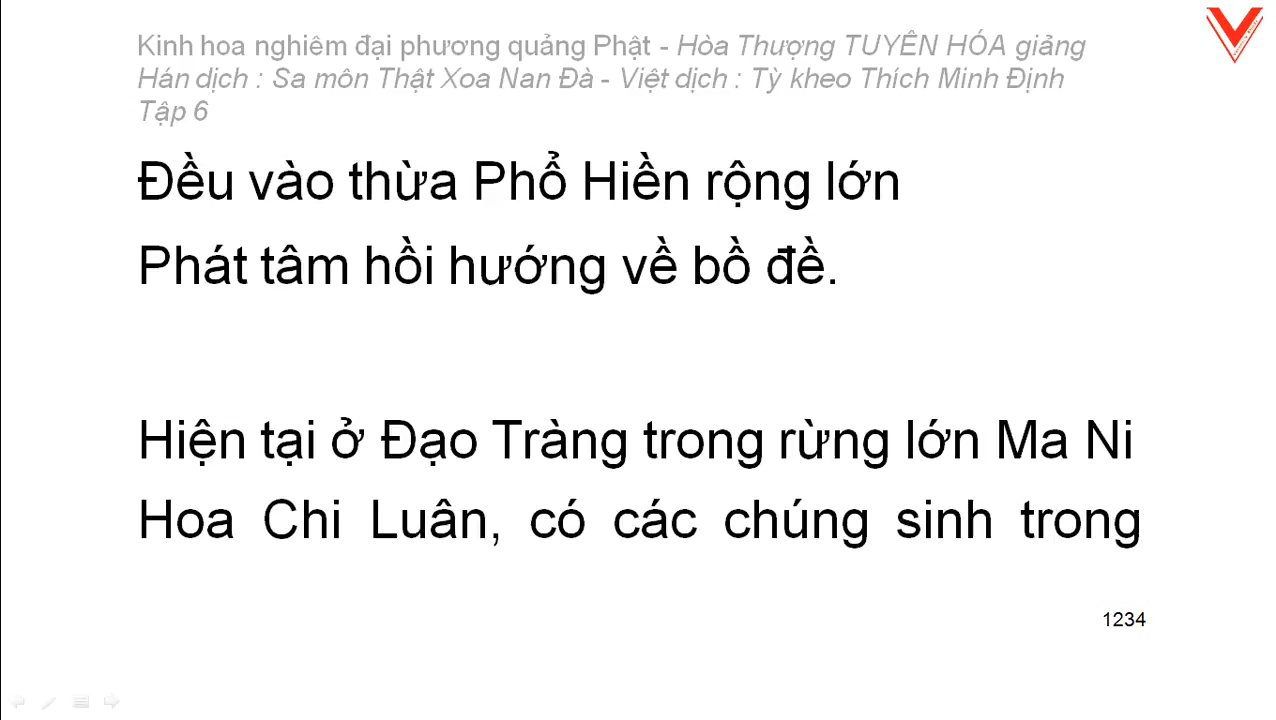 Kinh hoa nghiêm đại phương quảng Phật - Hòa Thượng TUYÊN HÓA giảng
Hán dịch : Sa môn Thật Xoa Nan Đà - Việt dịch : Tỳ kheo Thích Minh Định
Tập 6
Đều vào thừa Phổ Hiền rộng lớn
Phát tâm hồi hướng về bồ đề.
Hiện tại ở Đạo Tràng trong rừng lớn Ma Ni
Hoa Chi Luân, có các chúng sinh trong
1234